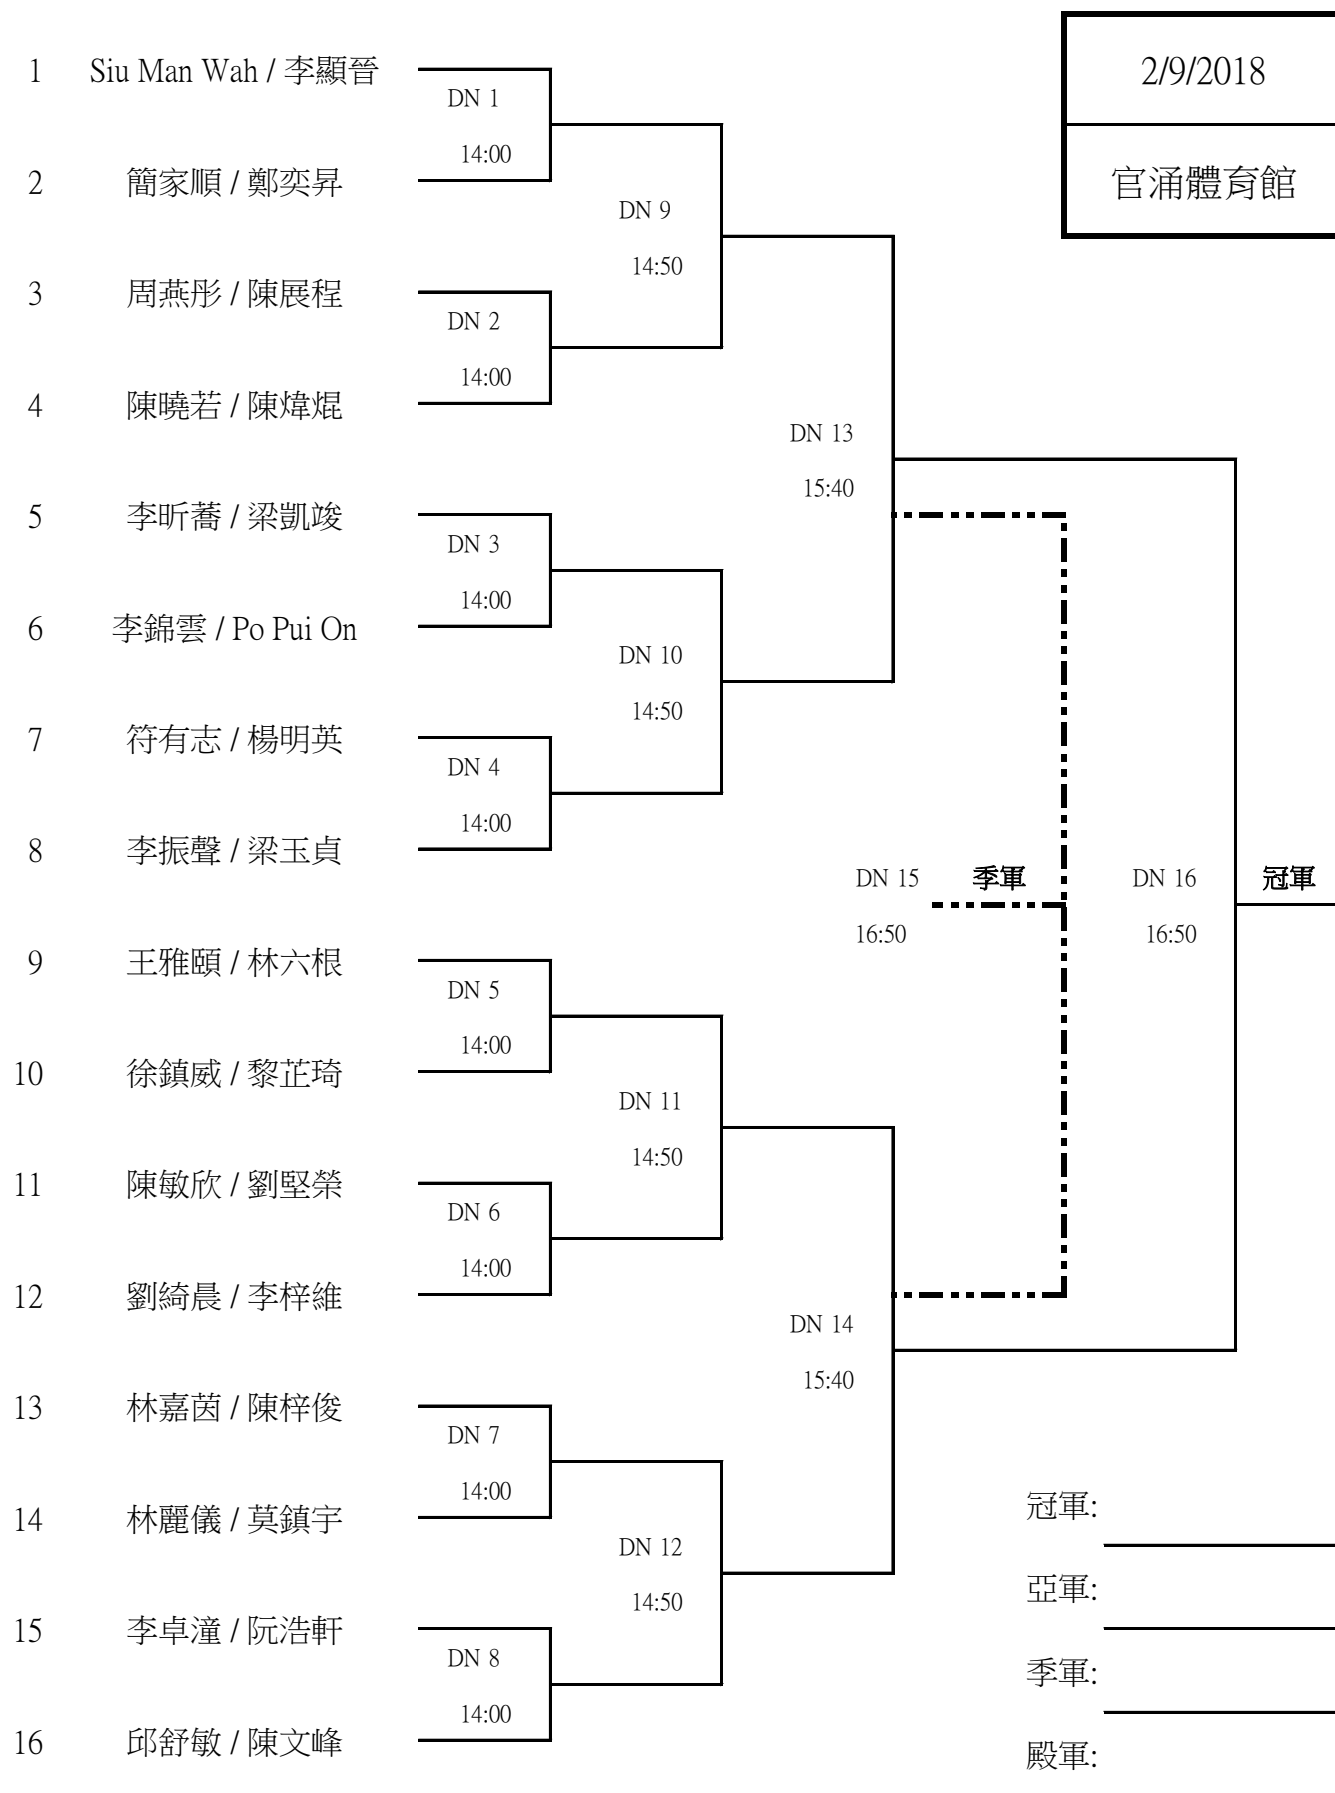 2/9/2018
官涌體育館
1 Siu Man Wah / 李顯晉
DN 1
14:00
2 簡家順 / 鄭奕昇
DN 9
14:50
3 周燕彤 / 陳展程
DN 2
14:00
4 陳曉若 / 陳煒焜
DN 13
15:40
5 李昕蕎 / 梁凱竣
DN 3
14:00
6 李錦雲 / Po Pui On
DN 10
14:50
7 符有志 / 楊明英
DN 4
14:00
8 李振聲 / 梁玉貞
DN 15 季軍 DN 16 冠軍
16:50 16:50
9 王雅頤 / 林六根
DN 5
14:00
10 徐鎮威 / 黎芷琦
DN 11
14:50
11 陳敏欣 / 劉堅榮
DN 6
14:00
12 劉綺晨 / 李梓維
DN 14
15:40
13 林嘉茵 / 陳梓俊
DN 7
14:00
14 林麗儀 / 莫鎮宇
DN 12
14:50
15 李卓潼 / 阮浩軒
DN 8
14:00
16 邱舒敏 / 陳文峰
冠軍:
亞軍:
季軍:
殿軍: